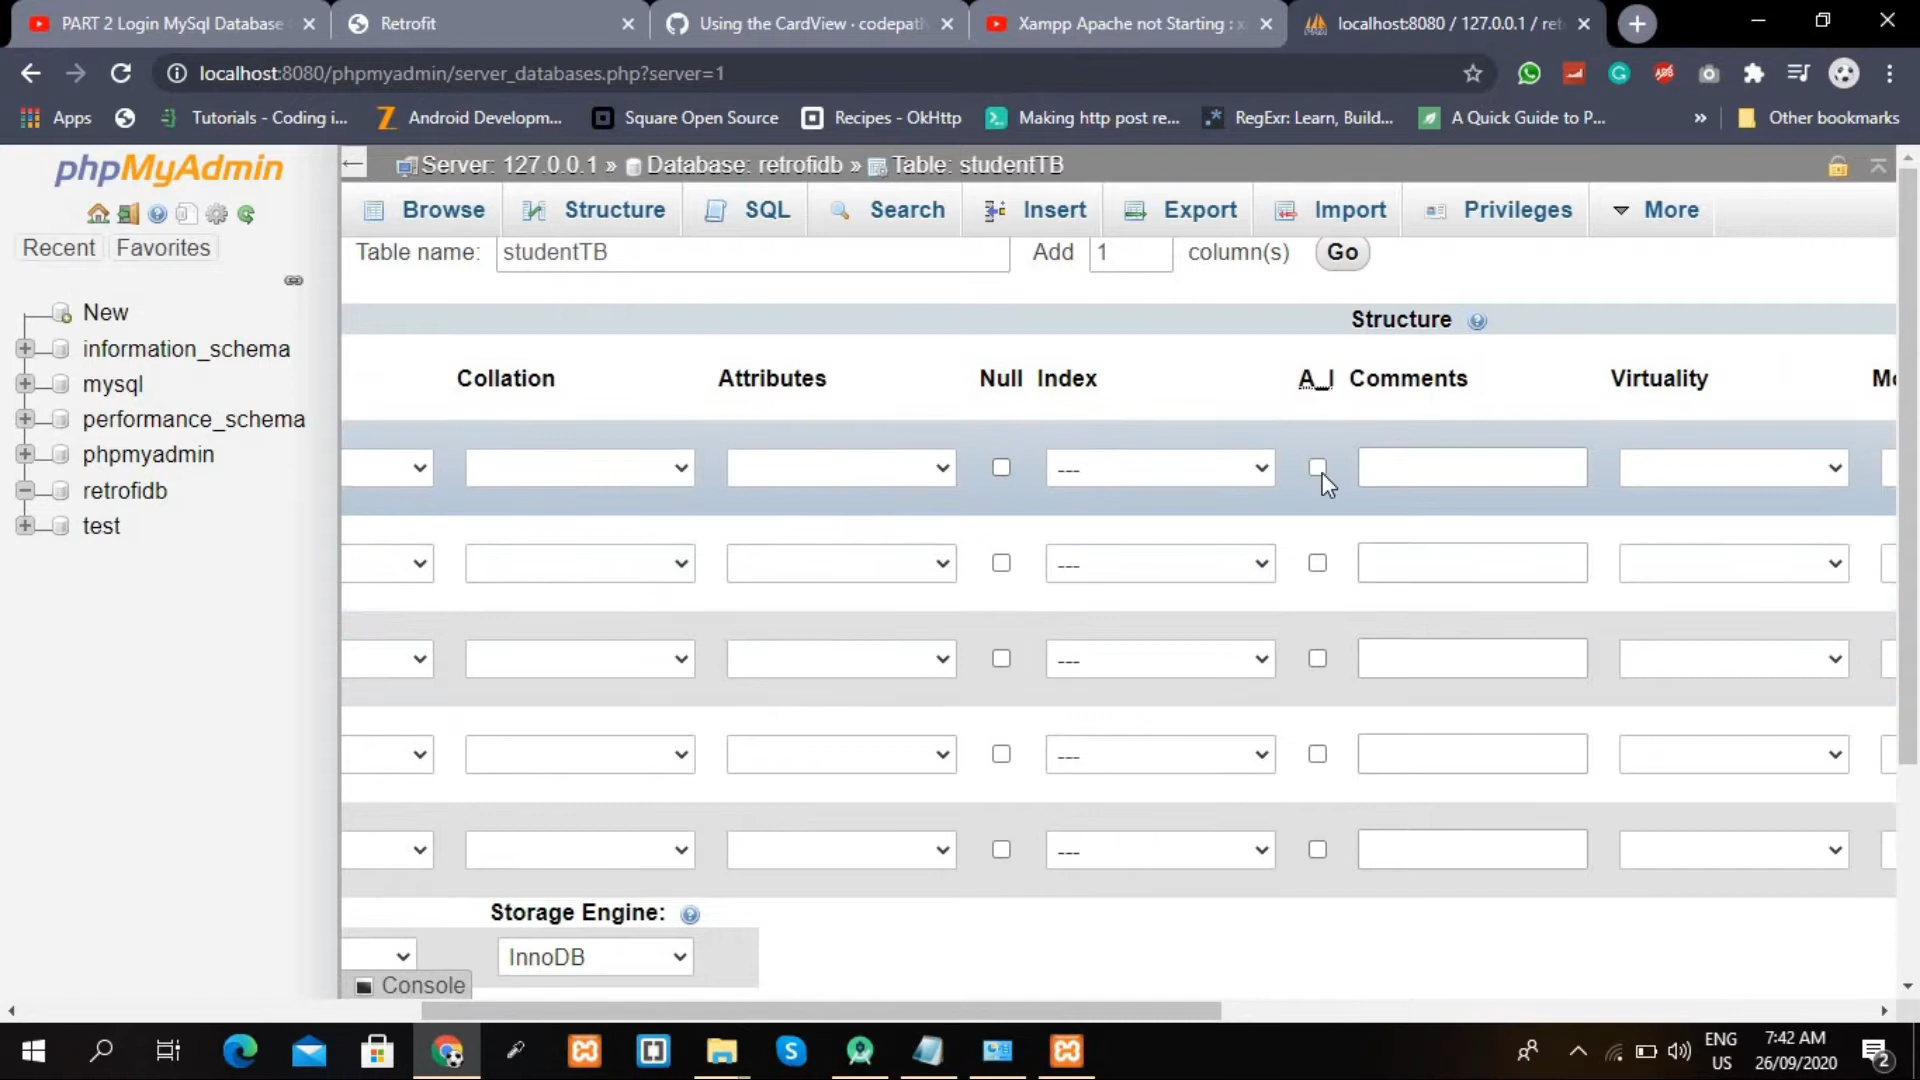 PART 2 Login MySql Database
Retrofit
Using the CardView · codepath
Xampp Apache not Starting : x
localhost:8080 / 127.0.0.1 / ret
localhost:8080/phpmyadmin/server_databases.php?server=1
Apps
Tutorials - Coding i...
Android Developm...
Square Open Source
Recipes - OkHttp
Making http post re...
RegExr: Learn, Build...
A Quick Guide to P...
»
Other bookmarks
phpMyAdmin
Server: 127.0.0.1 » Database: retrofidb » Table: studentTB
Browse
Structure
SQL
Search
Insert
Export
Import
Privileges
More
Recent
Favorites
Table name:
studentTB
Add
1
column(s)
Go
New
information_schema
mysql
performance_schema
phpmyadmin
retrofidb
test
Structure
Collation
Attributes
Null
Index
A_I
Comments
Virtuality
---
---
---
---
---
Storage Engine:
InnoDB
Console
ENG
US
7:42 AM
26/09/2020
2